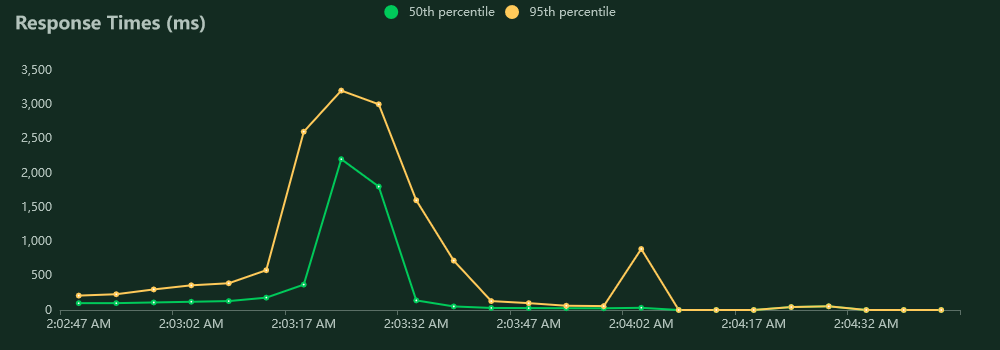 50th percentile 95th percentile
Response Times (ms)
3,500
3,000
2,500
2,000
1,500
1,000
500
0
2:02:47 AM 2:03:02 AM 2:03:17 AM 2:03:32 AM 2:03:47 AM 2:04:02 AM 2:04:17 AM 2:04:32 AM